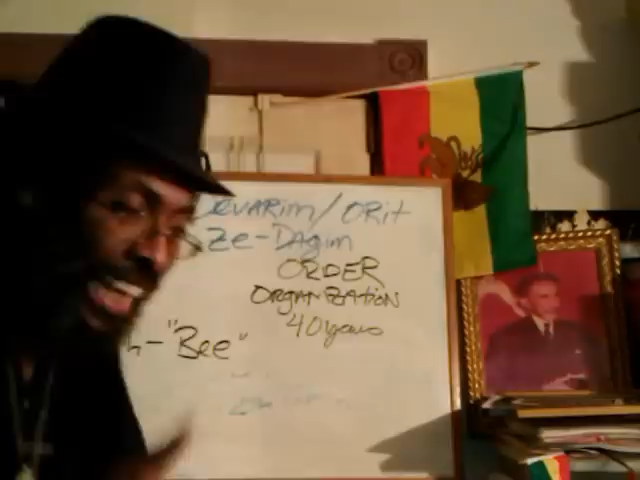 DEVARIM/ ORIT
ZE-DAGIM
ORDER
ORGANIZATION
40 years
h-"Bee"